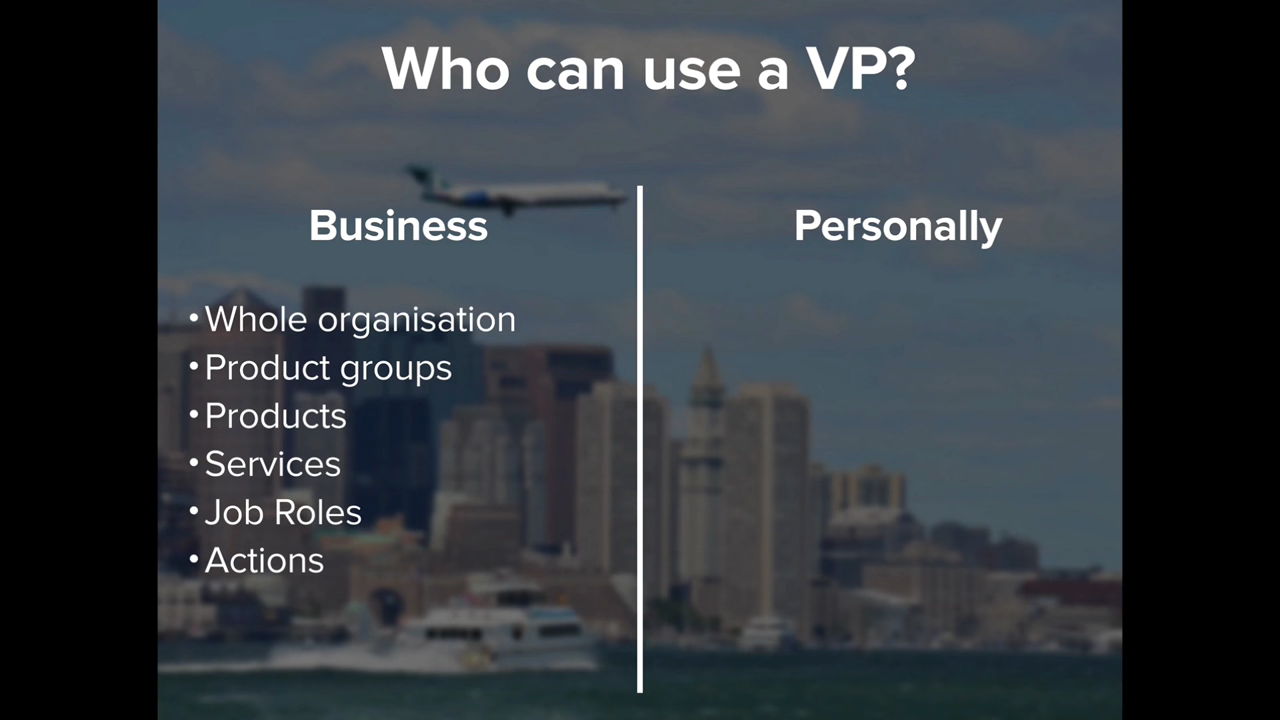 Who can use a VP?
Business
• Whole organisation
• Product groups
• Products
• Services
• Job Roles
• Actions
Personally